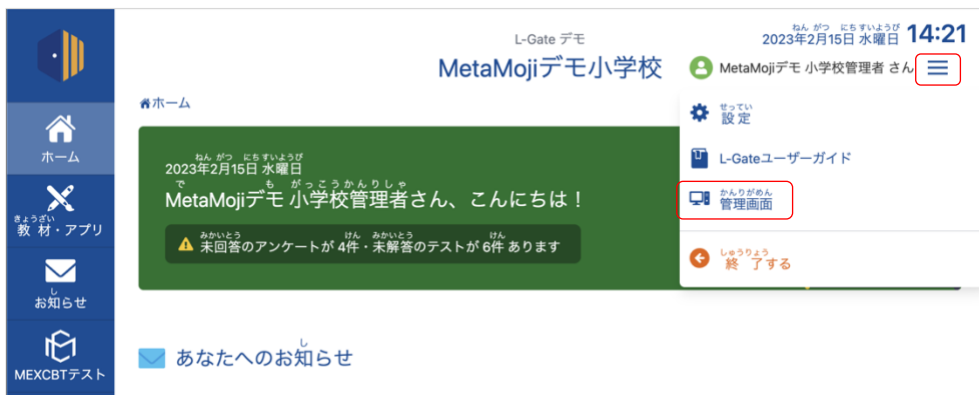 L-Gate デモ
MetaMojiデモ小学校
ねん がつ にち すいようび
2023年2月15日 水曜日 14:21
MetaMojiデモ 小学校管理者 さん
ホーム
せってい
設定
L-Gateユーザーガイド
かんりがめん
管理画面
しゅうりょう
終了する
ホーム
きょうざい
教材・アプリ
し
お知らせ
MEXCBTテスト
ねん がつ にち すいようび
2023年2月15日 水曜日
で も がっこうかんりしゃ
MetaMojiデモ 小学校管理者さん、こんにちは！
みかいとう けん みかいとう けん
未回答のアンケートが 4件・未解答のテストが 6件 あります
し
あなたへのお知らせ